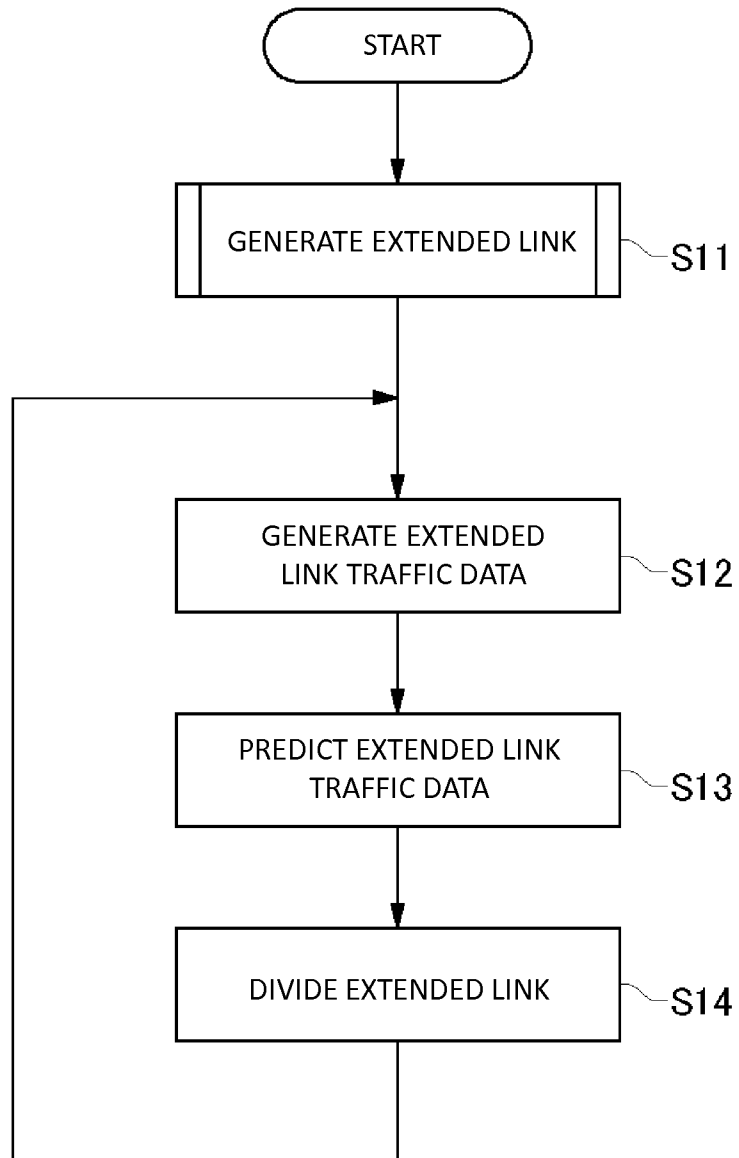 START
GENERATE EXTENDED LINK
S11
GENERATE EXTENDED
LINK TRAFFIC DATA
S12
PREDICT EXTENDED LINK
TRAFFIC DATA
S13
DIVIDE EXTENDED LINK
S14